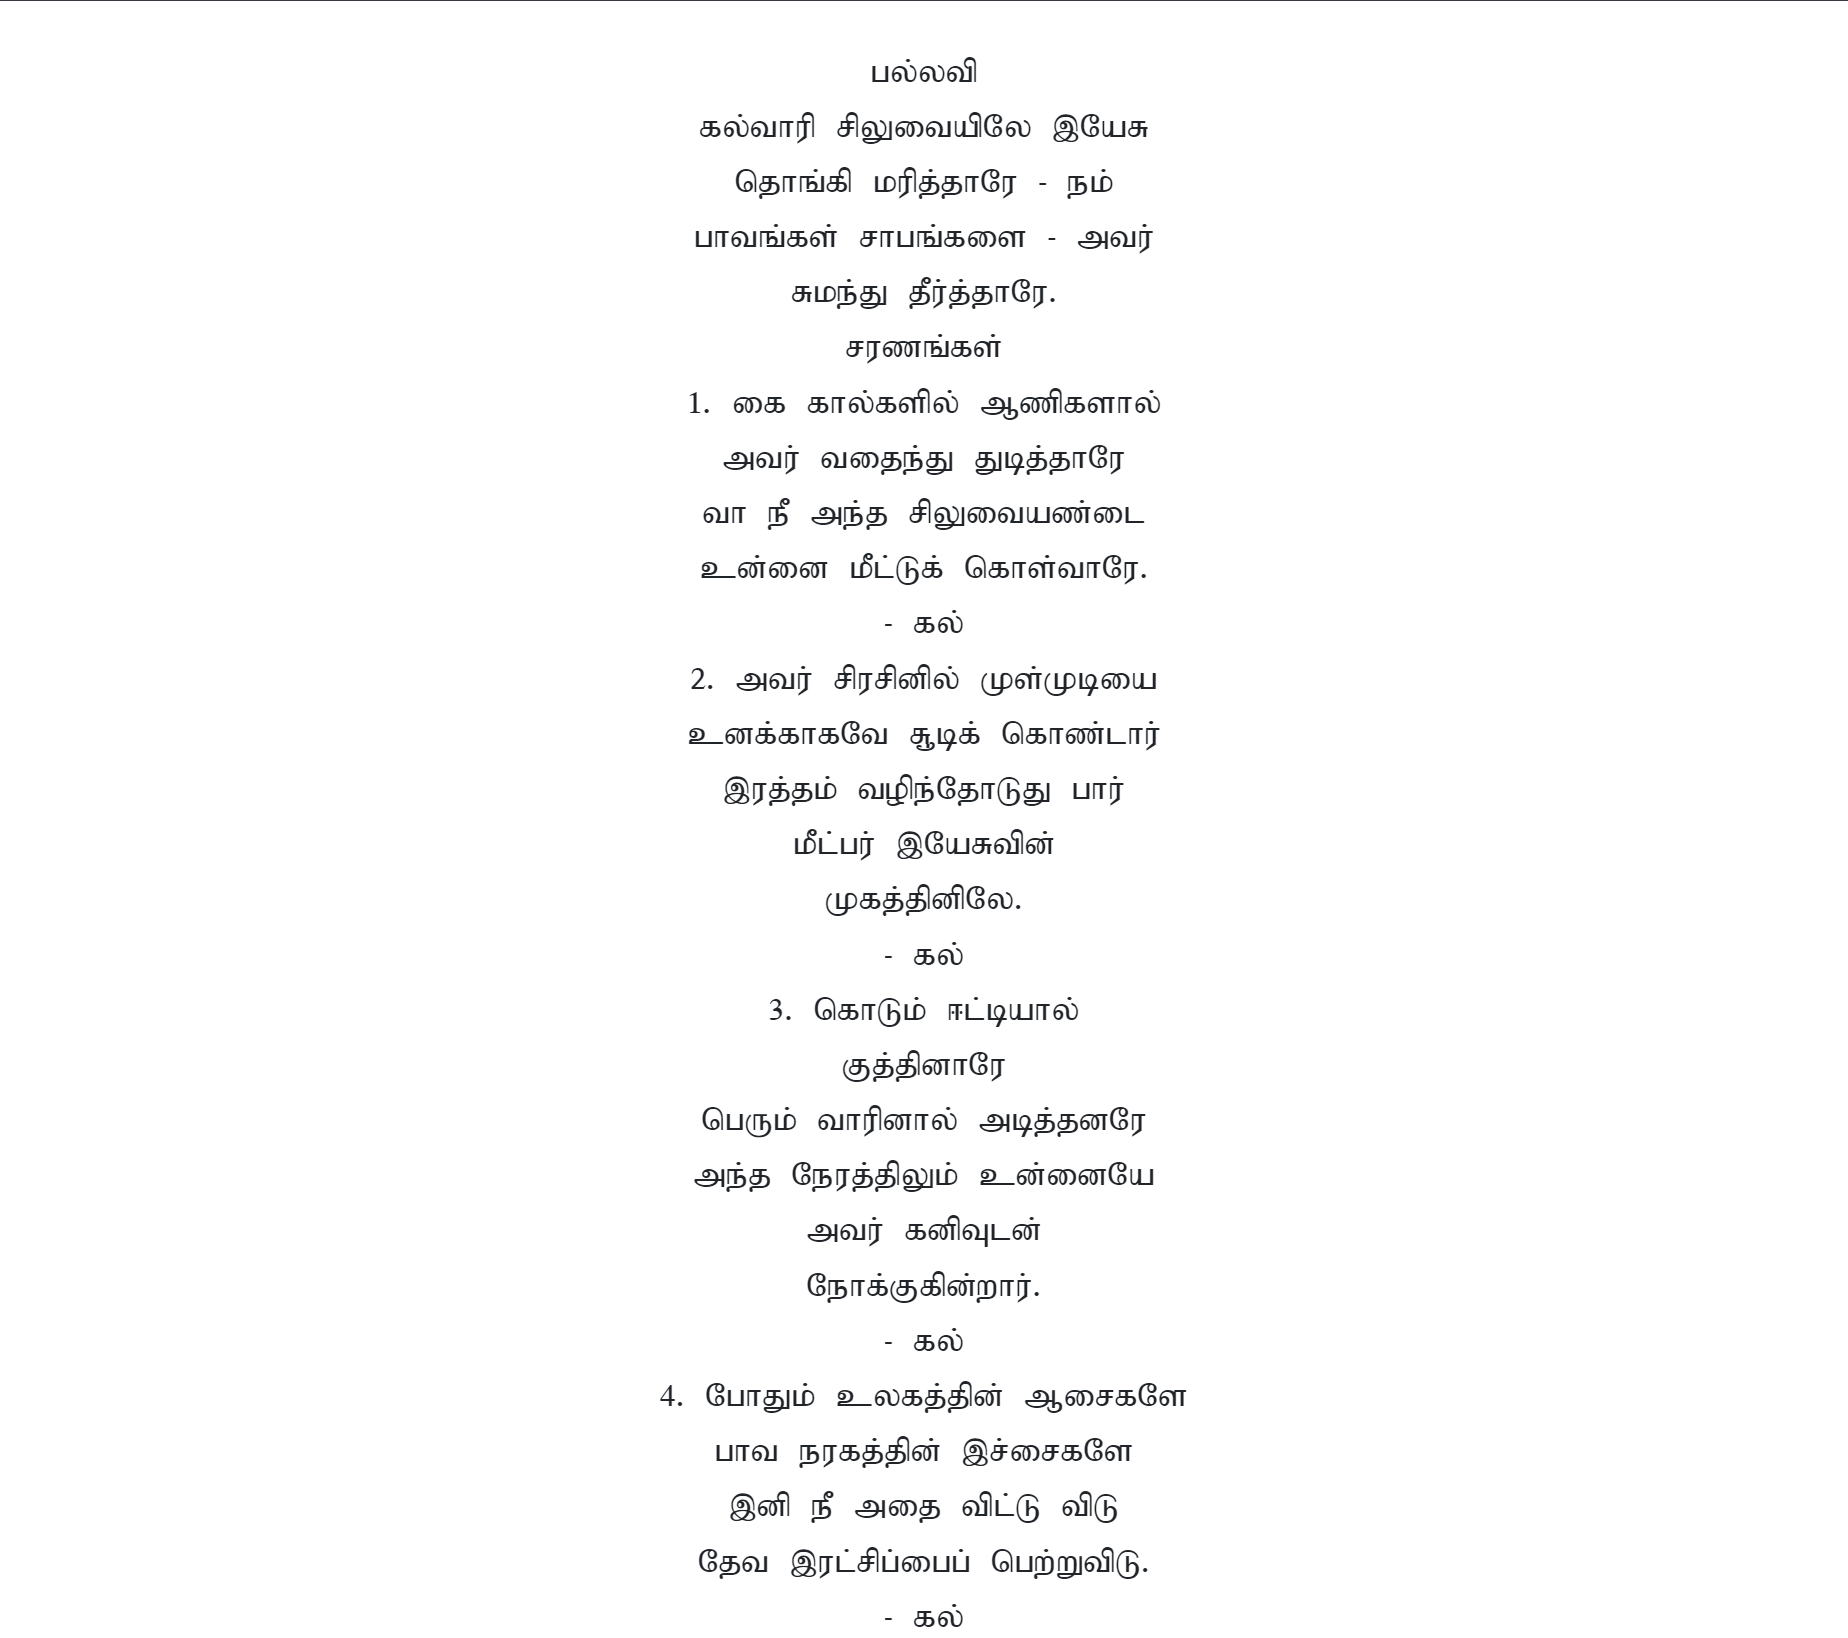 பல்லவி
கல்வாரி சிலுவையிலே இயேசு
தொங்கி மரித்தாரே - நம்
பாவங்கள் சாபங்களை - அவர்
சுமந்து தீர்த்தாரே.
சரணங்கள்
1. கை கால்களில் ஆணிகளால்
அவர் வதைந்து துடித்தாரே
வா நீ அந்த சிலுவையண்டை
உன்னை மீட்டுக் கொள்வாரே.
- கல்
2. அவர் சிரசினில் முள்முடியை
உனக்காகவே சூடிக் கொண்டார்
இரத்தம் வழிந்தோடுது பார்
மீட்பர் இயேசுவின்
முகத்தினிலே.
- கல்
3. கொடும் ஈட்டியால்
குத்தினாரே
பெரும் வாரினால் அடித்தனரே
அந்த நேரத்திலும் உன்னையே
அவர் கனிவுடன்
நோக்குகின்றார்.
- கல்
4. போதும் உலகத்தின் ஆசைகளே
பாவ நரகத்தின் இச்சைகளே
இனி நீ அதை விட்டு விடு
தேவ இரட்சிப்பைப் பெற்றுவிடு.
- கல்